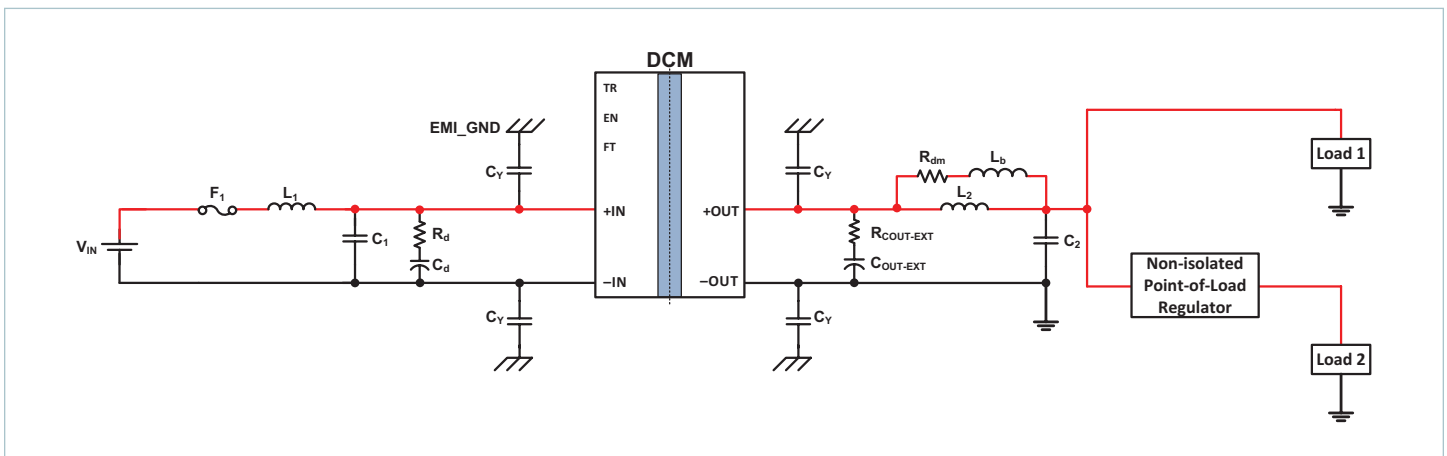 DCM
TR
EN
FT
EMI_GND
CY
CY
F1
L1
VIN
C1
Rd
Cd
+IN
–IN
CY
+OUT
–OUT
CY
Rdm
Lb
L2
RCOUT-EXT
COUT-EXT
C2
Load 1
Non-isolated
Point-of-Load
Regulator
Load 2